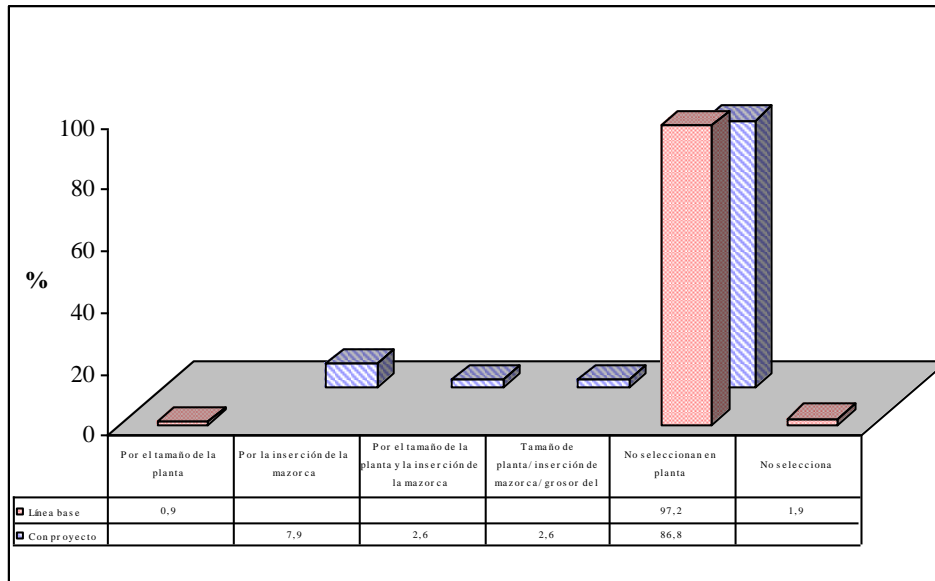 100
80
60
%
40
20
0
Por el tamaño de la
planta
Por la inserción de la
mazorca
Por el tamaño de la
planta y la inserción de
la mazorca
Tamaño de
planta/ inserción de
mazorca/ grosor del
No seleccionan en
planta
No selecciona
Línea base 0,9 97,2 1,9
Con proyecto 7,9 2,6 2,6 86,8